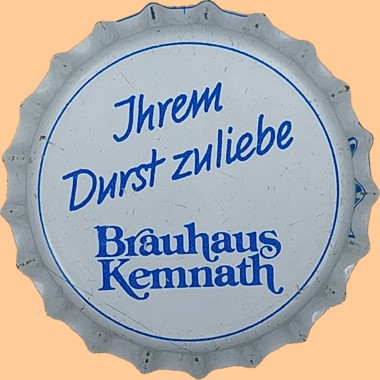 Ihrem
Durst zuliebe
Brauhaus
Kemnath